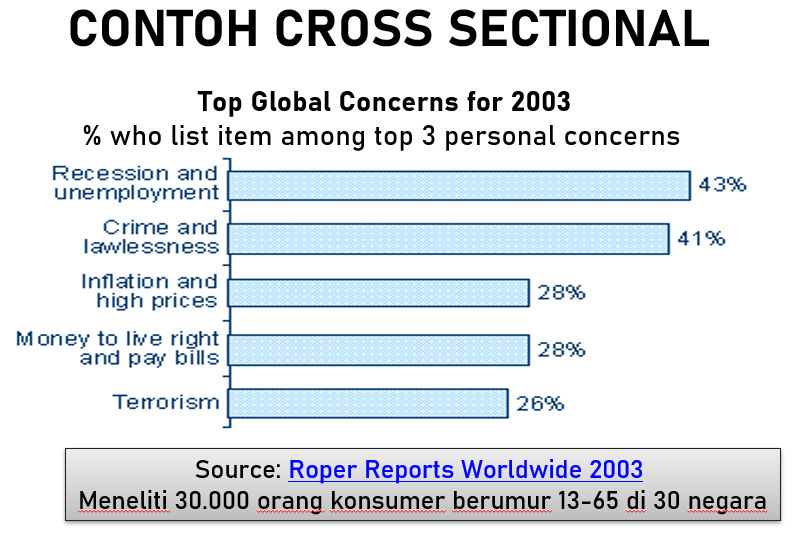 CONTOH CROSS SECTIONAL
Top Global Concerns for 2003
% who list item among top 3 personal concerns
Recession and
unemployment
43%
Crime and
lawlessness
41%
Inflation and
high prices
28%
Money to live right
and pay bills
28%
Terrorism
26%
Source: Roper Reports Worldwide 2003
Meneliti 30.000 orang konsumer berumur 13-65 di 30 negara